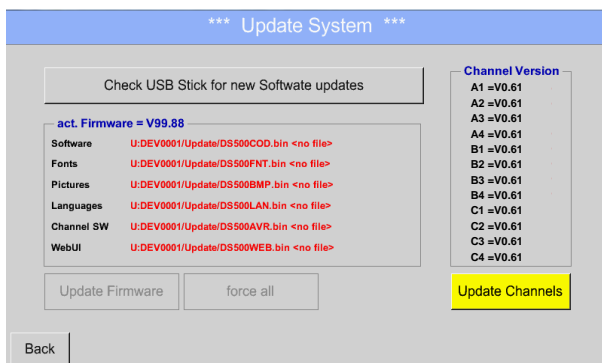 *** Update System ***
Check USB Stick for new Softwate updates
act. Firmware = V99.88
Software U:DEV0001/Update/DS500COD.bin <no file>
Fonts U:DEV0001/Update/DS500FNT.bin <no file>
Pictures U:DEV0001/Update/DS500BMP.bin <no file>
Languages U:DEV0001/Update/DS500LAN.bin <no file>
Channel SW U:DEV0001/Update/DS500AVR.bin <no file>
WebUI U:DEV0001/Update/DS500WEB.bin <no file>
Channel Version
A1 =V0.61
A2 =V0.61
A3 =V0.61
A4 =V0.61
B1 =V0.61
B2 =V0.61
B3 =V0.61
B4 =V0.61
C1 =V0.61
C2 =V0.61
C3 =V0.61
C4 =V0.61
Update Firmware
force all
Update Channels
Back